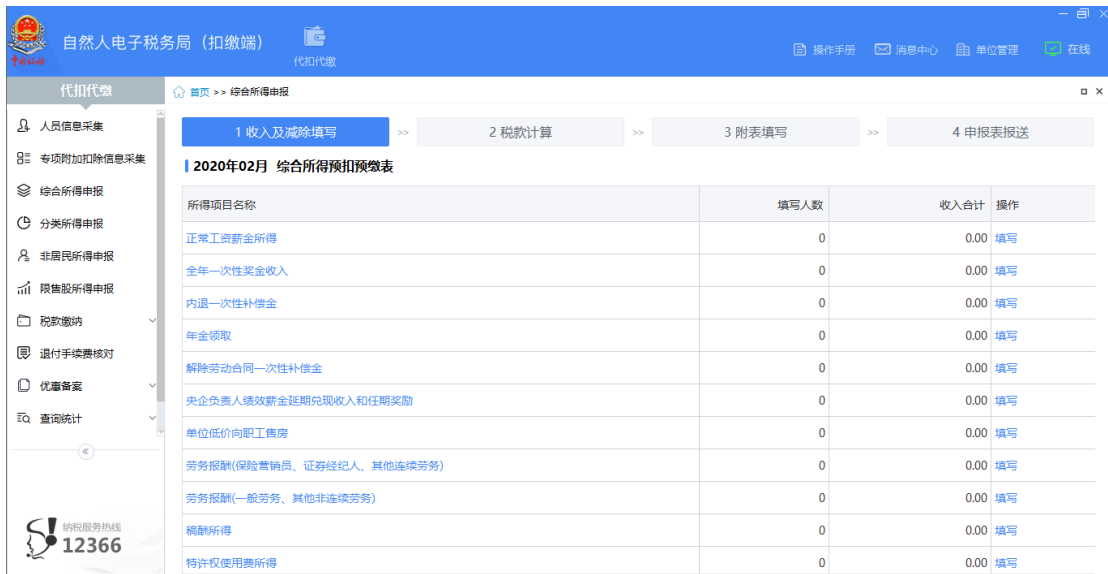 自然人电子税务局（扣缴端）
代扣代缴
操作手册 消息中心 单位管理 在线
代扣代缴
首页 >> 综合所得申报
人员信息采集
专项附加扣除信息采集
综合所得申报
分类所得申报
非居民所得申报
限售股所得申报
税款缴纳
退付手续费核对
优惠备案
查询统计
纳税服务热线
12366
1 收入及减除填写 >> 2 税款计算 >> 3 附表填写 >> 4 申报表报送
2020年02月 综合所得预扣预缴表
所得项目名称 填写人数 收入合计 操作
正常工资薪金所得 0 0.00 填写
全年一次性奖金收入 0 0.00 填写
内退一次性补偿金 0 0.00 填写
年金领取 0 0.00 填写
解除劳动合同一次性补偿金 0 0.00 填写
央企负责人绩效薪金延期兑现收入和任期奖励 0 0.00 填写
单位低价向职工售房 0 0.00 填写
劳务报酬(保险营销员、证券经纪人、其他连续劳务) 0 0.00 填写
劳务报酬(一般劳务、其他非连续劳务) 0 0.00 填写
稿酬所得 0 0.00 填写
特许权使用费所得 0 0.00 填写